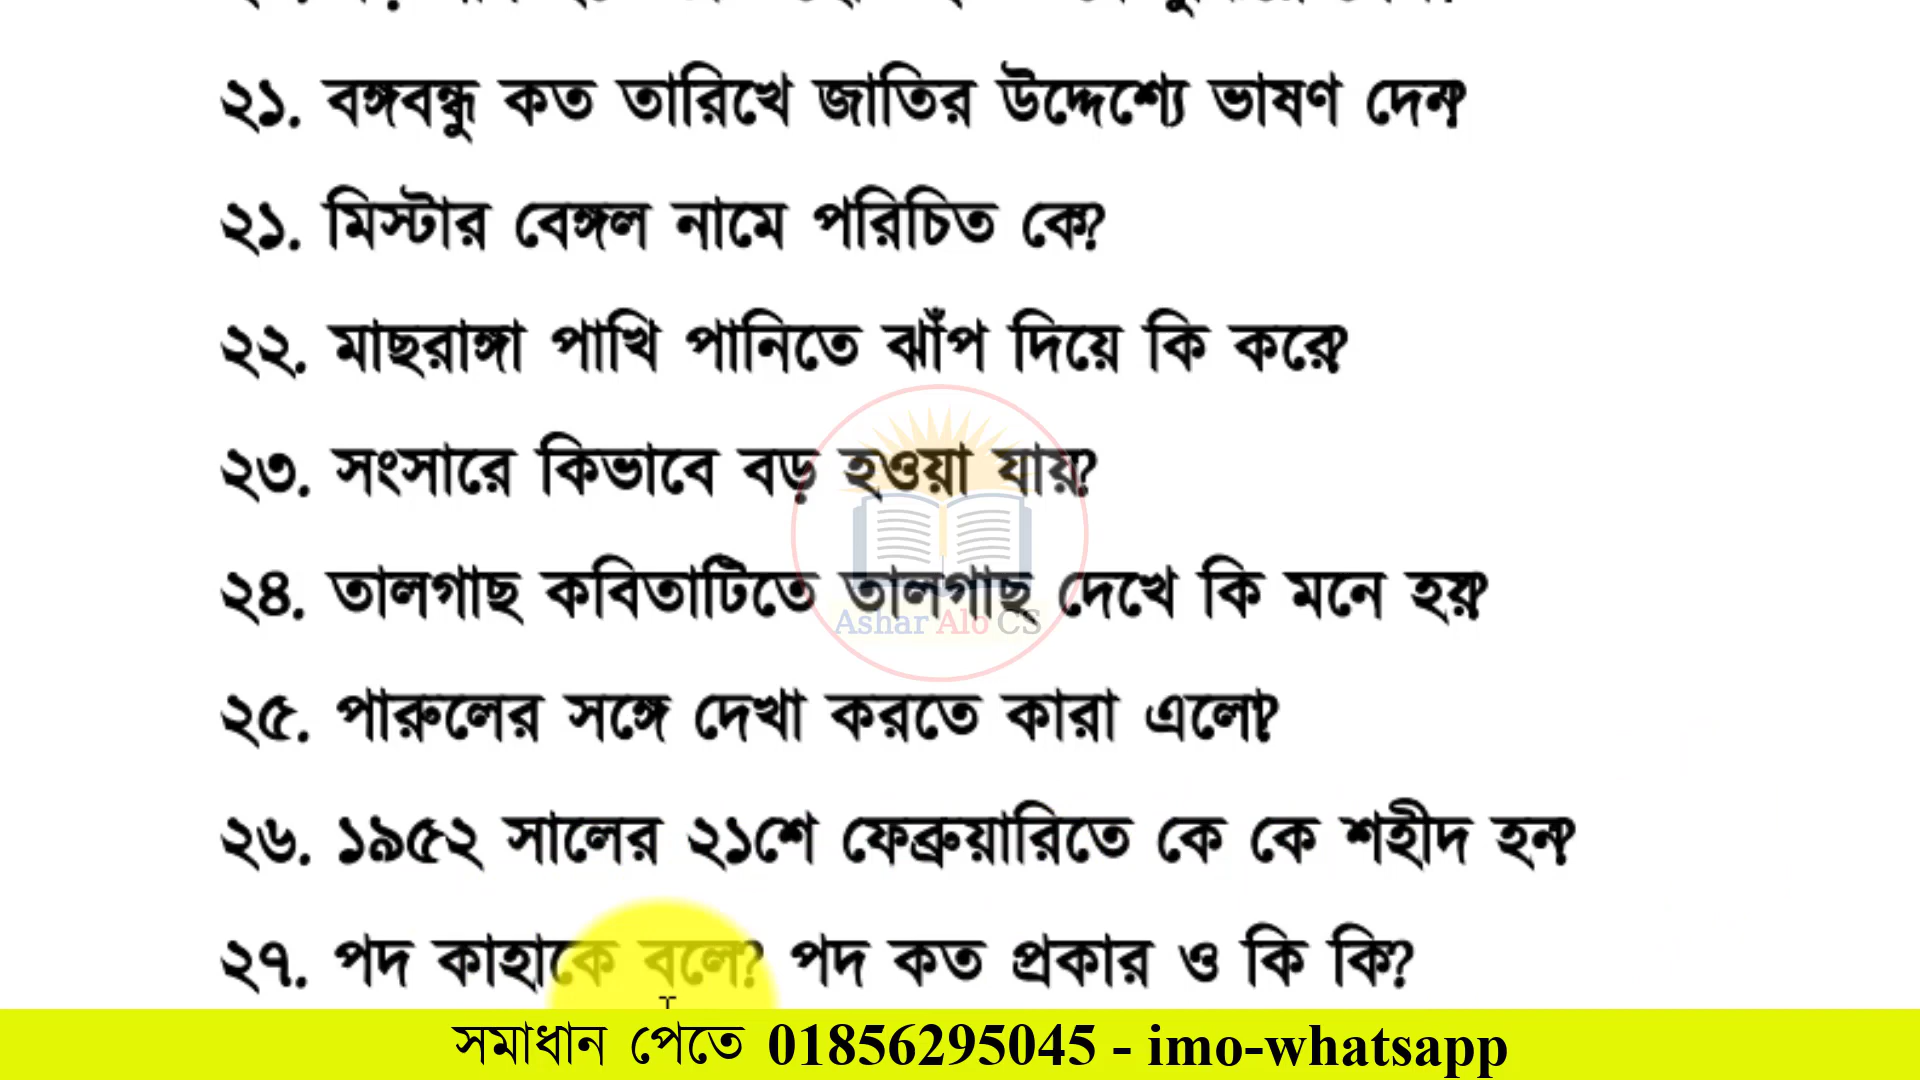 ২১. বঙ্গবন্ধু কত তারিখে জাতির উদ্দেশ্যে ভাষণ দেন?
২১. মিস্টার বেঙ্গল নামে পরিচিত কে?
২২. মাছরাঙ্গা পাখি পানিতে ঝাঁপ দিয়ে কি করে?
২৩. সংসারে কিভাবে বড় হওয়া যায়?
২৪. তালগাছ কবিতাটিতে তালগাছ দেখে কি মনে হয়?
Ashar Alo CS
২৫. পারুলের সঙ্গে দেখা করতে কারা এলো?
২৬. ১৯৫২ সালের ২১শে ফেব্রুয়ারিতে কে কে শহীদ হন?
২৭. পদ কাহাকে বলে? পদ কত প্রকার ও কি কি?
সমাধান পেতে 01856295045 - imo-whatsapp